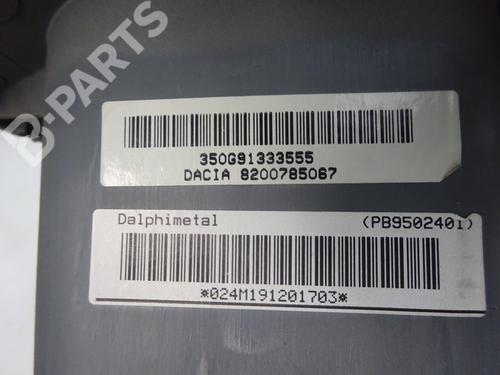 B-PARTS
350G91333555
DACIA 8200785067
Dalphimetal (PB9502401)
*024M191201703*